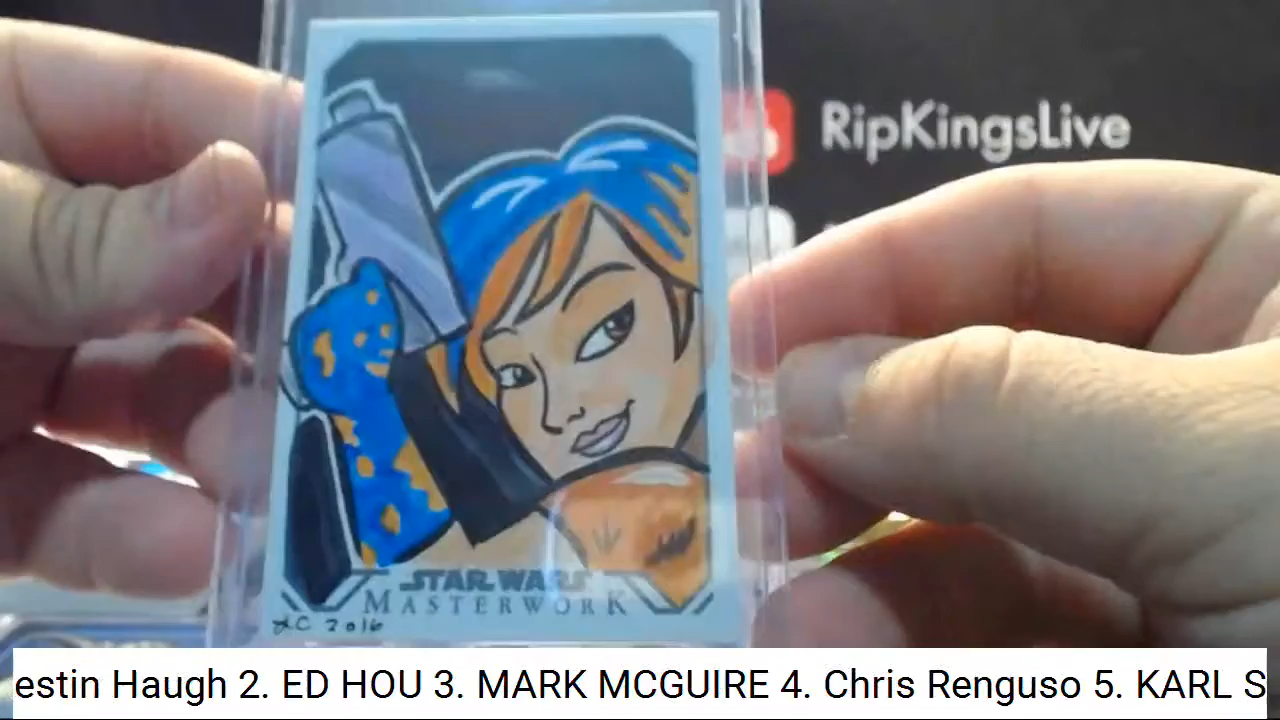 RipKingsLive
STAR WARS
MASTERWORK
2016
estin Haugh 2. ED HOU 3. MARK MCGUIRE 4. Chris Renguso 5. KARL S